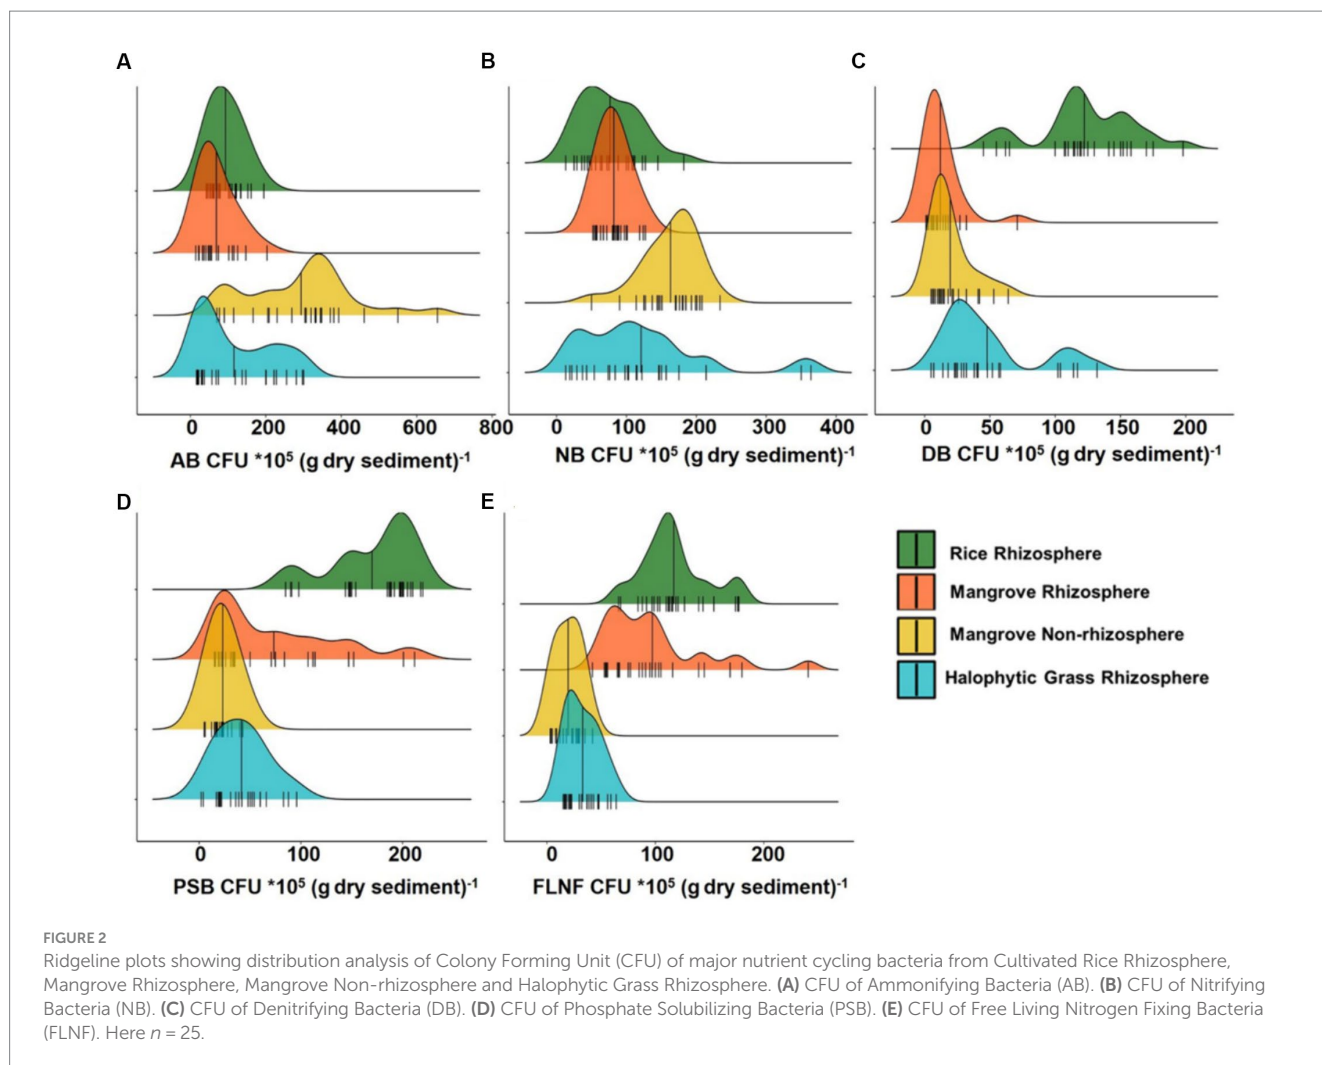 A
B
C
0
200
400
600
800
AB CFU *10⁵ (g dry sediment)⁻¹
0
100
200
300
400
NB CFU *10⁵ (g dry sediment)⁻¹
0
50
100
150
200
DB CFU *10⁵ (g dry sediment)⁻¹
D
E
0
100
200
PSB CFU *10⁵ (g dry sediment)⁻¹
0
100
200
FLNF CFU *10⁵ (g dry sediment)⁻¹
Rice Rhizosphere
Mangrove Rhizosphere
Mangrove Non-rhizosphere
Halophytic Grass Rhizosphere
FIGURE 2
Ridgeline plots showing distribution analysis of Colony Forming Unit (CFU) of major nutrient cycling bacteria from Cultivated Rice Rhizosphere,
Mangrove Rhizosphere, Mangrove Non-rhizosphere and Halophytic Grass Rhizosphere. (A) CFU of Ammonifying Bacteria (AB). (B) CFU of Nitrifying
Bacteria (NB). (C) CFU of Denitrifying Bacteria (DB). (D) CFU of Phosphate Solubilizing Bacteria (PSB). (E) CFU of Free Living Nitrogen Fixing Bacteria
(FLNF). Here n = 25.